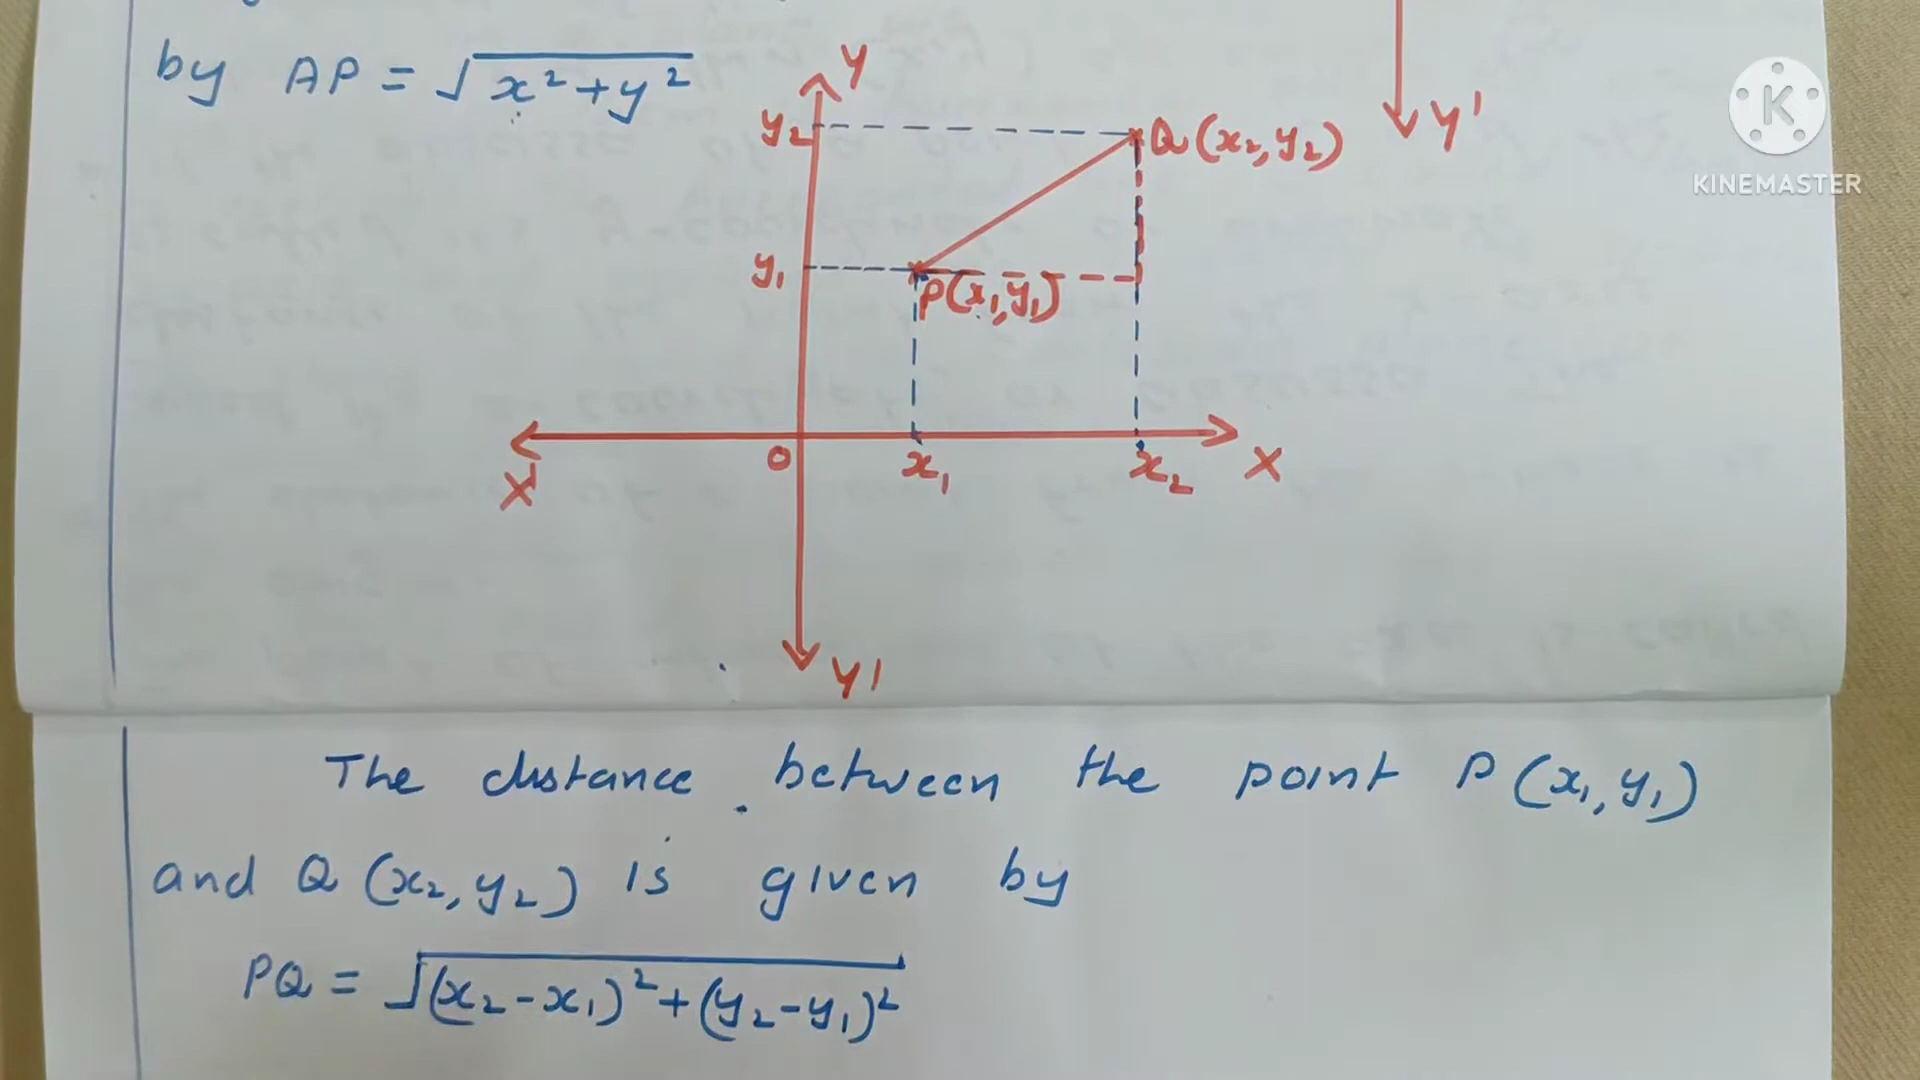 by AP = √x²+y²
Y
y₂
Q(x₂,y₂)
Y'
KINEMASTER
y₁
P(x₁,y₁)
X'
0
x₁
x₂
X
Y'
The distance between the point P(x₁,y₁)
and Q(x₂,y₂) is given by
PQ = √(x₂-x₁)²+(y₂-y₁)²